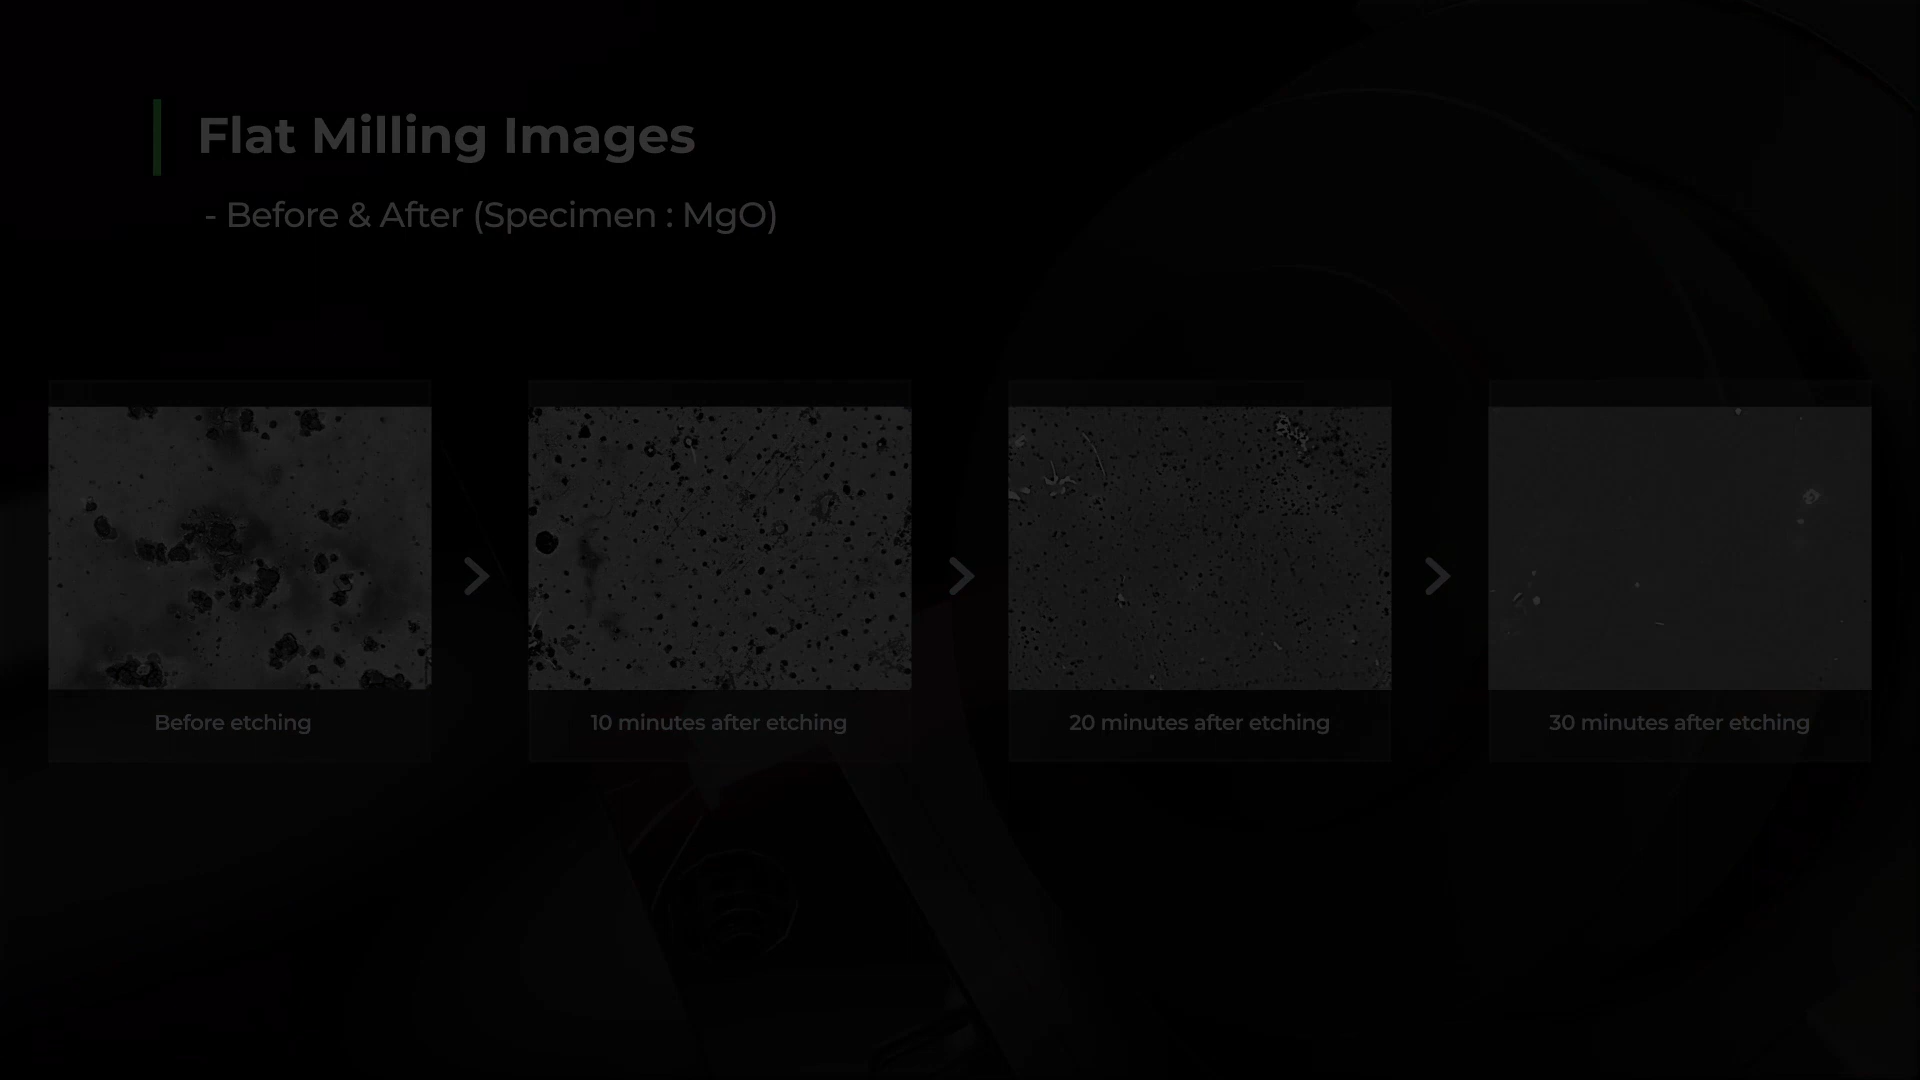 Flat Milling Images
- Before & After (Specimen : MgO)
Before etching
10 minutes after etching
20 minutes after etching
30 minutes after etching